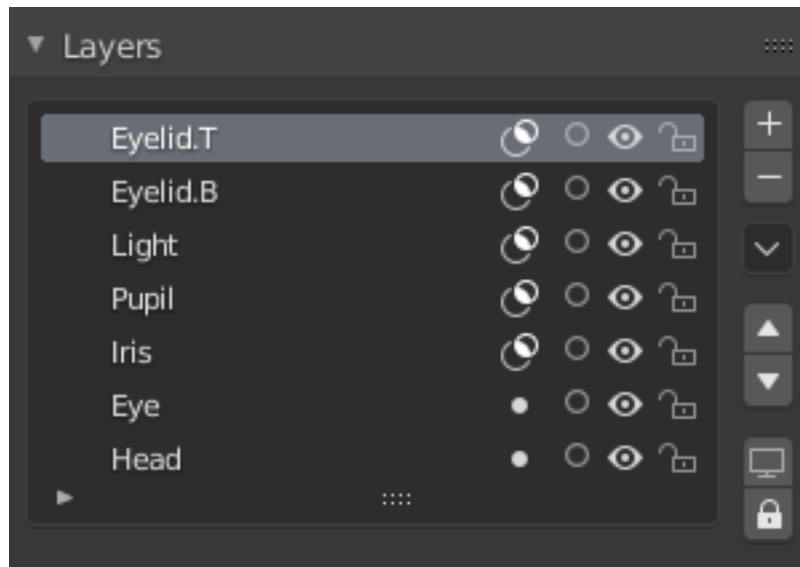 Layers
Eyelid.T
Eyelid.B
Light
Pupil
Iris
Eye
Head